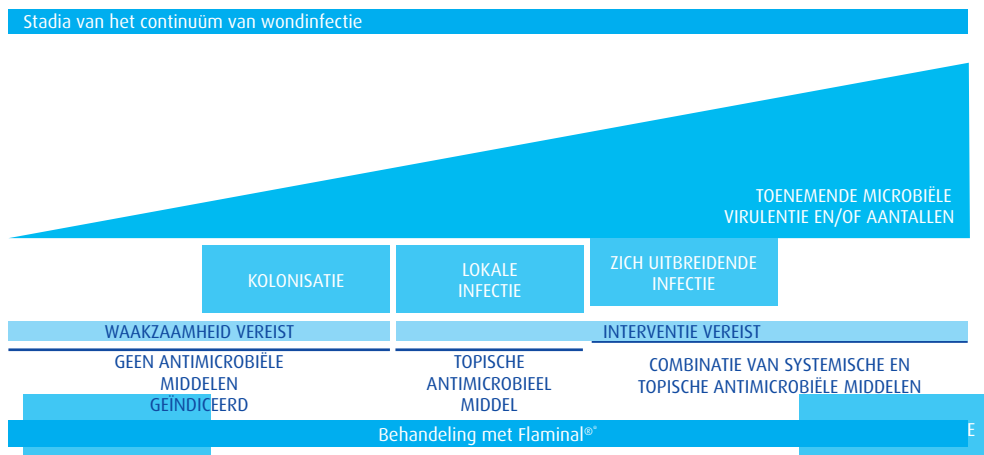 Stadia van het continuüm van wondinfectie
TOENEMENDE MICROBIËLE
VIRULENTIE EN/OF AANTALLEN
KOLONISATIE
LOKALE
INFECTIE
ZICH UITBREIDENDE
INFECTIE
WAAKZAAMHEID VEREIST
INTERVENTIE VEREIST
GEEN ANTIMICROBIËLE
MIDDELEN
GEÏNDICEERD
TOPISCHE
ANTIMICROBIEEL
MIDDEL
COMBINATIE VAN SYSTEMISCHE EN
TOPISCHE ANTIMICROBIËLE MIDDELEN
Behandeling met Flaminal®*